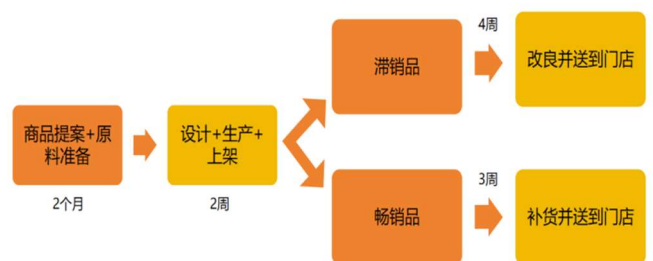 商品提案+原
料准备
2个月
设计+生产+
上架
2周
滞销品
4周
改良并送到门店
畅销品
3周
补货并送到门店